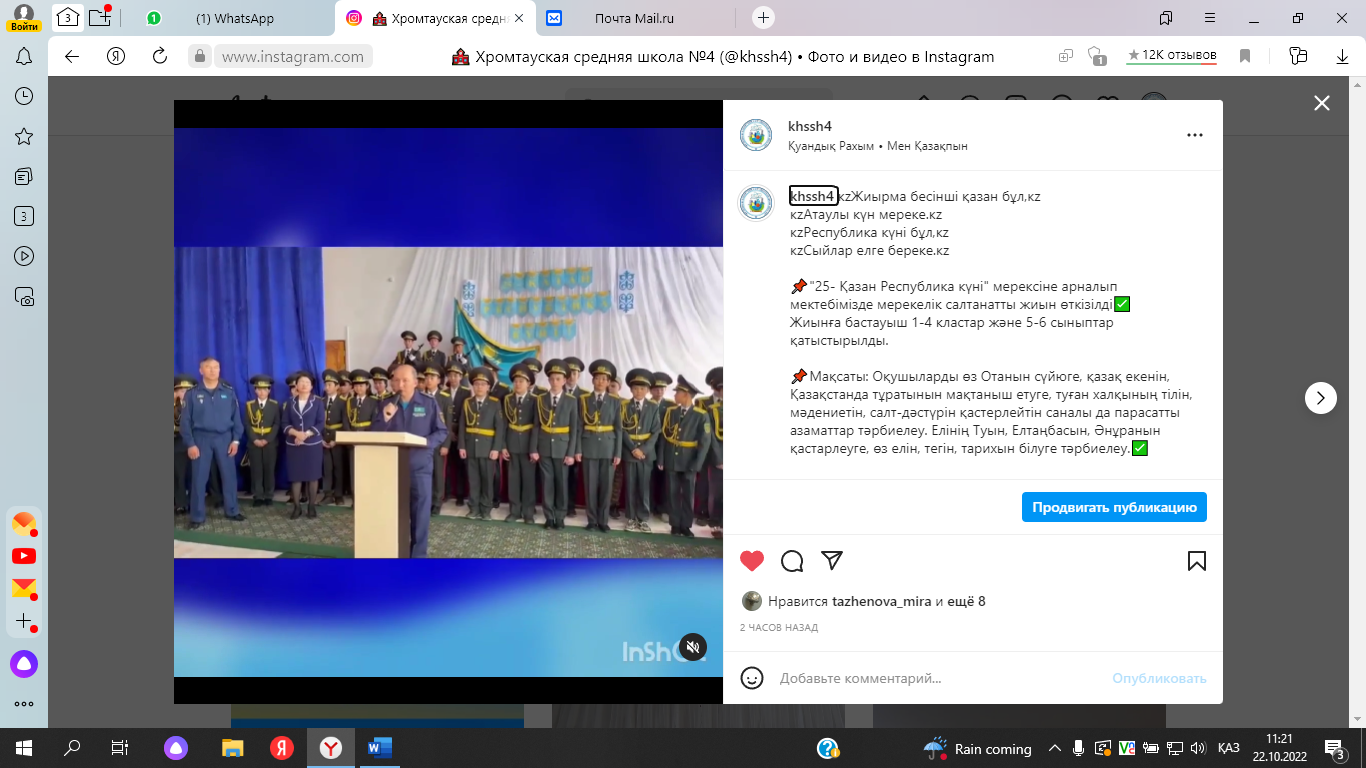 Войти
(1) WhatsApp
Хромтауская средн
Почта Mail.ru
www.instagram.com
Хромтауская средняя школа №4 (@khssh4) • Фото и видео в Instagram
1
★12K отзывов
khssh4
Қуандық Рахым • Мен Қазақпын
khssh4 kzЖиырма бесінші қазан бұл,kz
kzАтаулы күн мереке.kz
kzРеспублика күні бұл,kz
kzСыйлар елге береке.kz
📌"25- Қазан Республика күні" мерексіне арналып
мектебімізде мерекелік салтанатты жиын өткізілді✅
Жиынға бастауыш 1-4 кластар және 5-6 сыныптар
қатыстырылды.
📌Мақсаты: Оқушыларды өз Отанын сүйюге, қазақ екенін,
Қазақстанда тұратынын мақтаныш етуге, туған халқының тілін,
мәдениетін, салт-дәстүрін қастерлейтін саналы да парасатты
азаматтар тәрбиелеу. Елінің Туын, Елтаңбасын, Әнұранын
қастарлеуге, өз елін, тегін, тарихын білуге тәрбиелеу.✅
Продвигать публикацию
Нравится tazhenova_mira и ещё 8
2 ЧАСОВ НАЗАД
Добавьте комментарий...
Опубликовать
InSh
3
Rain coming
ҚАЗ
11:21
22.10.2022
3